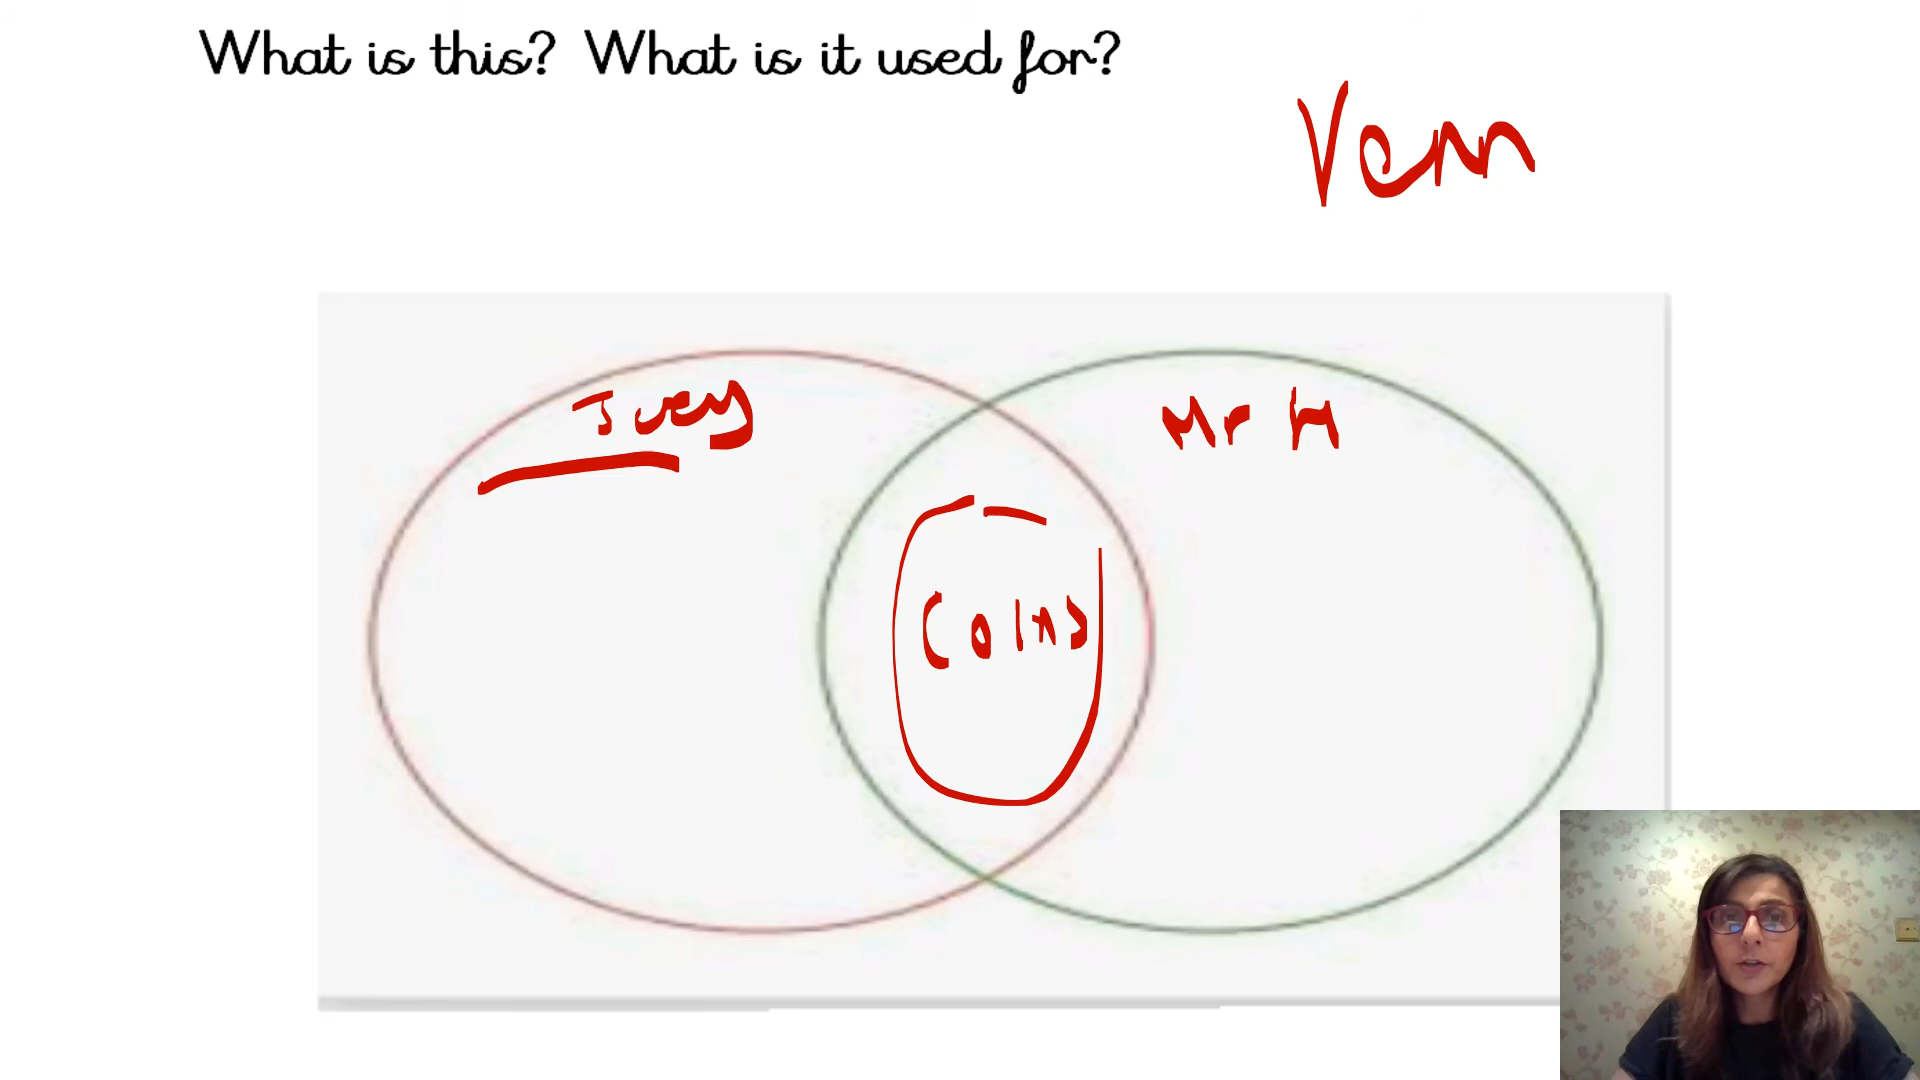 What is this? What is it used for?
Venn
Joey
Mr H
Coins